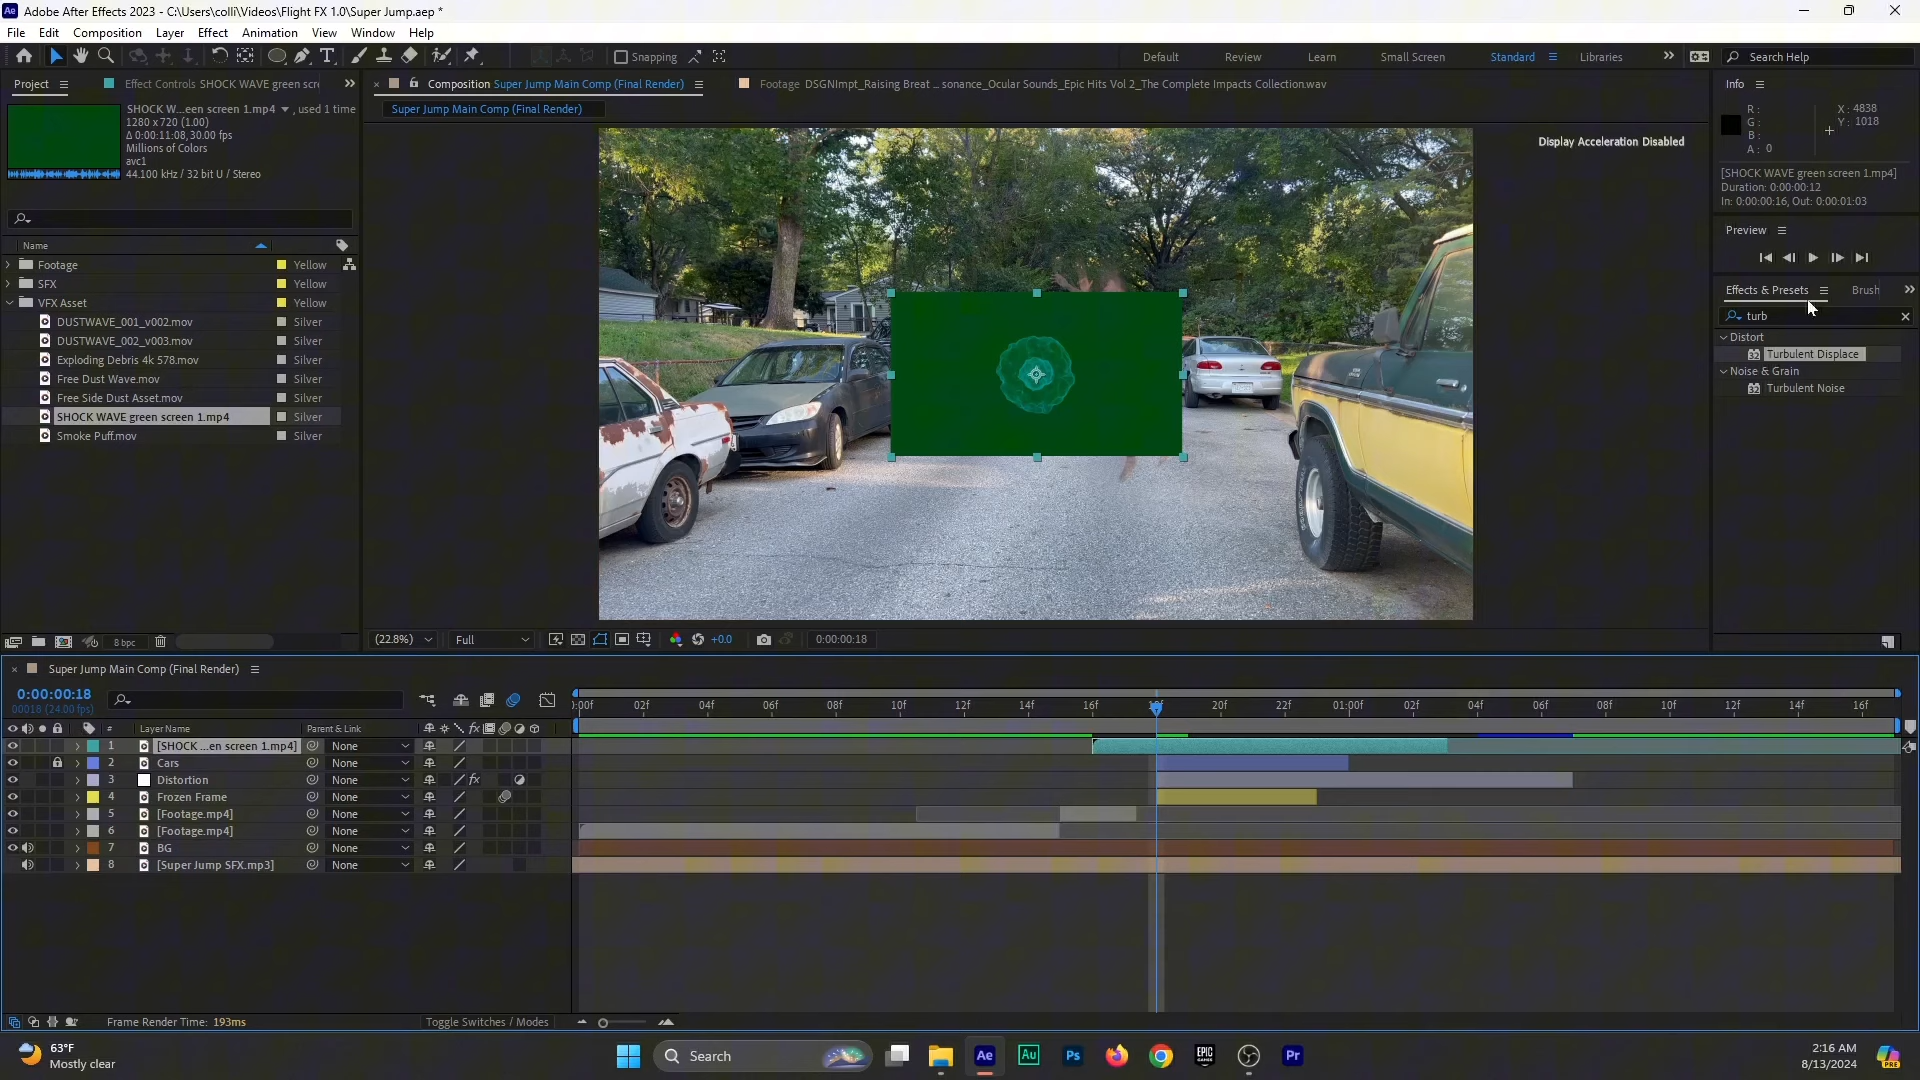 Adobe After Effects 2023 - C:\Users\colli\Videos\Flight FX 1.0\Super Jump.aep *
File Edit Composition Layer Effect Animation View Window Help
Snapping
Default Review Learn Small Screen Standard Libraries Search Help
Project
Effect Controls SHOCK WAVE green scre
Composition Super Jump Main Comp (Final Render)
Footage DSGNImpt_Raising Breat ... sonance_Ocular Sounds_Epic Hits Vol 2_The Complete Impacts Collection.wav
Super Jump Main Comp (Final Render)
SHOCK W...een screen 1.mp4 , used 1 time
1280 x 720 (1.00)
Δ 0:00:11:08, 30.00 fps
Millions of Colors
avc1
44.100 kHz / 32 bit U / Stereo
Name
Footage Yellow
SFX Yellow
VFX Asset Yellow
DUSTWAVE_001_v002.mov Silver
DUSTWAVE_002_v003.mov Silver
Exploding Debris 4k 578.mov Silver
Free Dust Wave.mov Silver
Free Side Dust Asset.mov Silver
SHOCK WAVE green screen 1.mp4 Silver
Smoke Puff.mov Silver
8 bpc
Display Acceleration Disabled
(22.8%) Full +0.0 0:00:00:18
Info
R :
G :
B :
A : 0
X : 4838
Y : 1018
[SHOCK WAVE green screen 1.mp4]
Duration: 0:00:00:12
In: 0:00:00:16, Out: 0:00:01:03
Preview
Effects & Presets Brush
turb
Distort
32 Turbulent Displace
Noise & Grain
32 Turbulent Noise
Super Jump Main Comp (Final Render)
0:00:00:18
00018 (24.00 fps)
):00f 02f 04f 06f 08f 10f 12f 14f 16f 20f 22f 01:00f 02f 04f 06f 08f 10f 12f 14f 16f
# Layer Name Parent & Link
1 [SHOCK ...en screen 1.mp4] None
2 Cars None
3 Distortion None fx
4 Frozen Frame None
5 [Footage.mp4] None
6 [Footage.mp4] None
7 BG None
8 [Super Jump SFX.mp3] None
Frame Render Time: 193ms
Toggle Switches / Modes
63°F
Mostly clear
Search
Ae Au Ps EPIC GAMES Pr
2:16 AM
8/13/2024
PRE